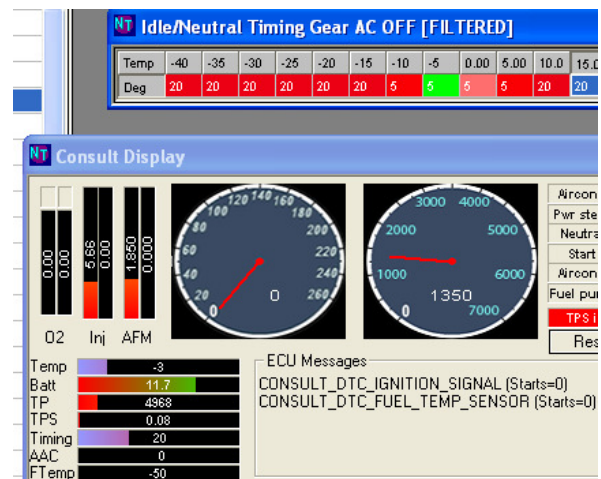 NT Idle/Neutral Timing Gear AC OFF [FILTERED]
Temp -40 -35 -30 -25 -20 -15 -10 -5 0.00 5.00 10.0 15.0
Deg 20 20 20 20 20 20 5 5 5 5 20 20
NT Consult Display
0 20 40 60 80 100 120 140 160 180 200 220 240 260
0
0 1000 2000 3000 4000 5000 6000 7000
1350
Aircon
Pwr ste
Neutra
Start
Aircon
Fuel pur
TPS i
Res
0.00 0.00 5.66 0.00 1.850 0.000
O2 Inj AFM
Temp -3
Batt 11.7
TP 4968
TPS 0.08
Timing 20
AAC 0
FTemp -50
ECU Messages
CONSULT_DTC_IGNITION_SIGNAL (Starts=0)
CONSULT_DTC_FUEL_TEMP_SENSOR (Starts=0)